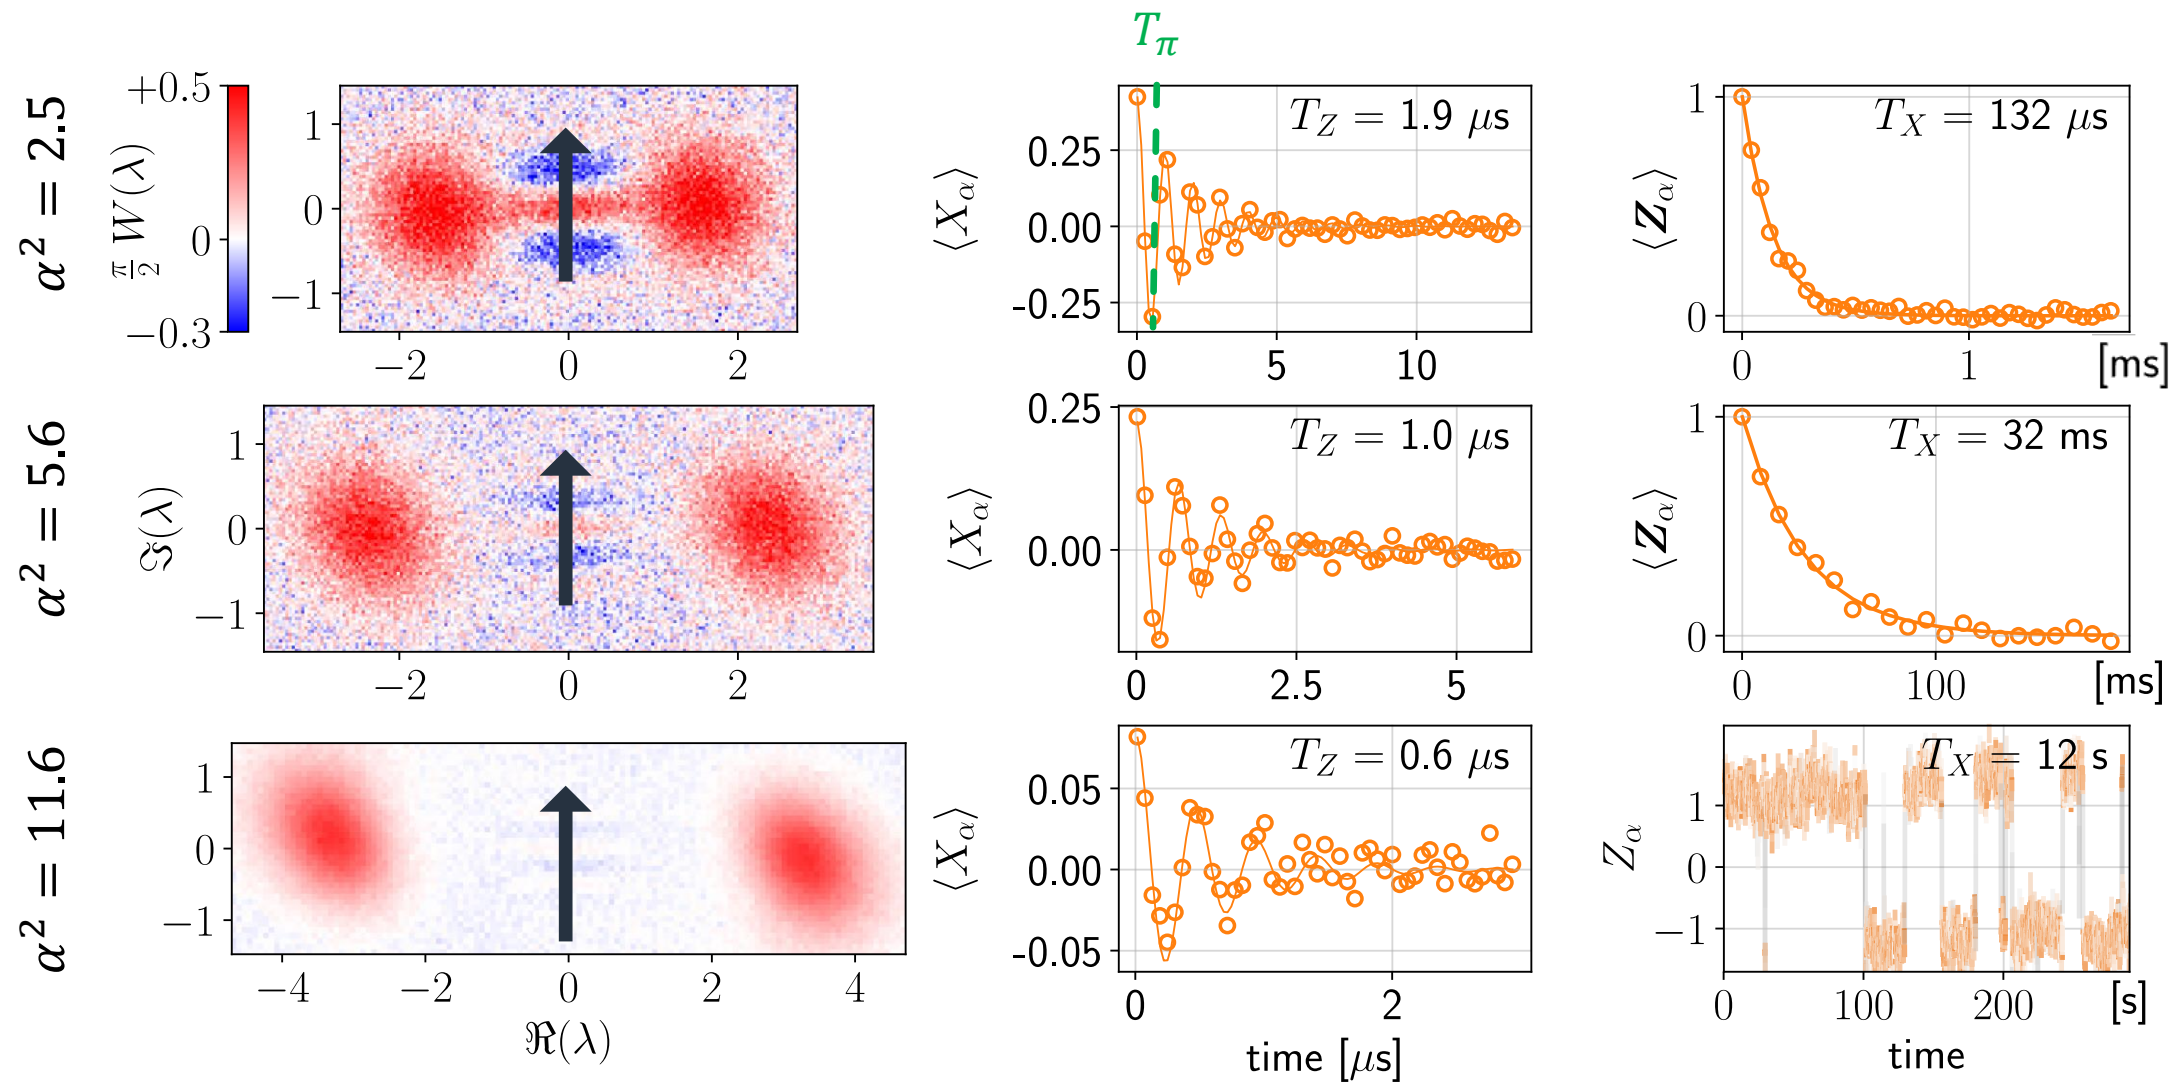 T_π
α² = 2.5
+0.5
0
−0.3
π/2 W(λ)
1
0
−1
−2
0
2
⟨X_α⟩
0.25
0.00
-0.25
T_Z = 1.9 μs
0
5
10
⟨Z_α⟩
1
0
T_X = 132 μs
0
1
[ms]
α² = 5.6
ℑ(λ)
1
0
−1
−2
0
2
⟨X_α⟩
0.25
0.00
T_Z = 1.0 μs
0
2.5
5
⟨Z_α⟩
1
0
T_X = 32 ms
0
100
[ms]
α² = 11.6
1
0
−1
−4
−2
0
2
4
ℜ(λ)
⟨X_α⟩
0.05
0.00
-0.05
T_Z = 0.6 μs
0
2
time [μs]
Z_α
1
0
−1
T_X = 12 s
0
100
200
[s]
time